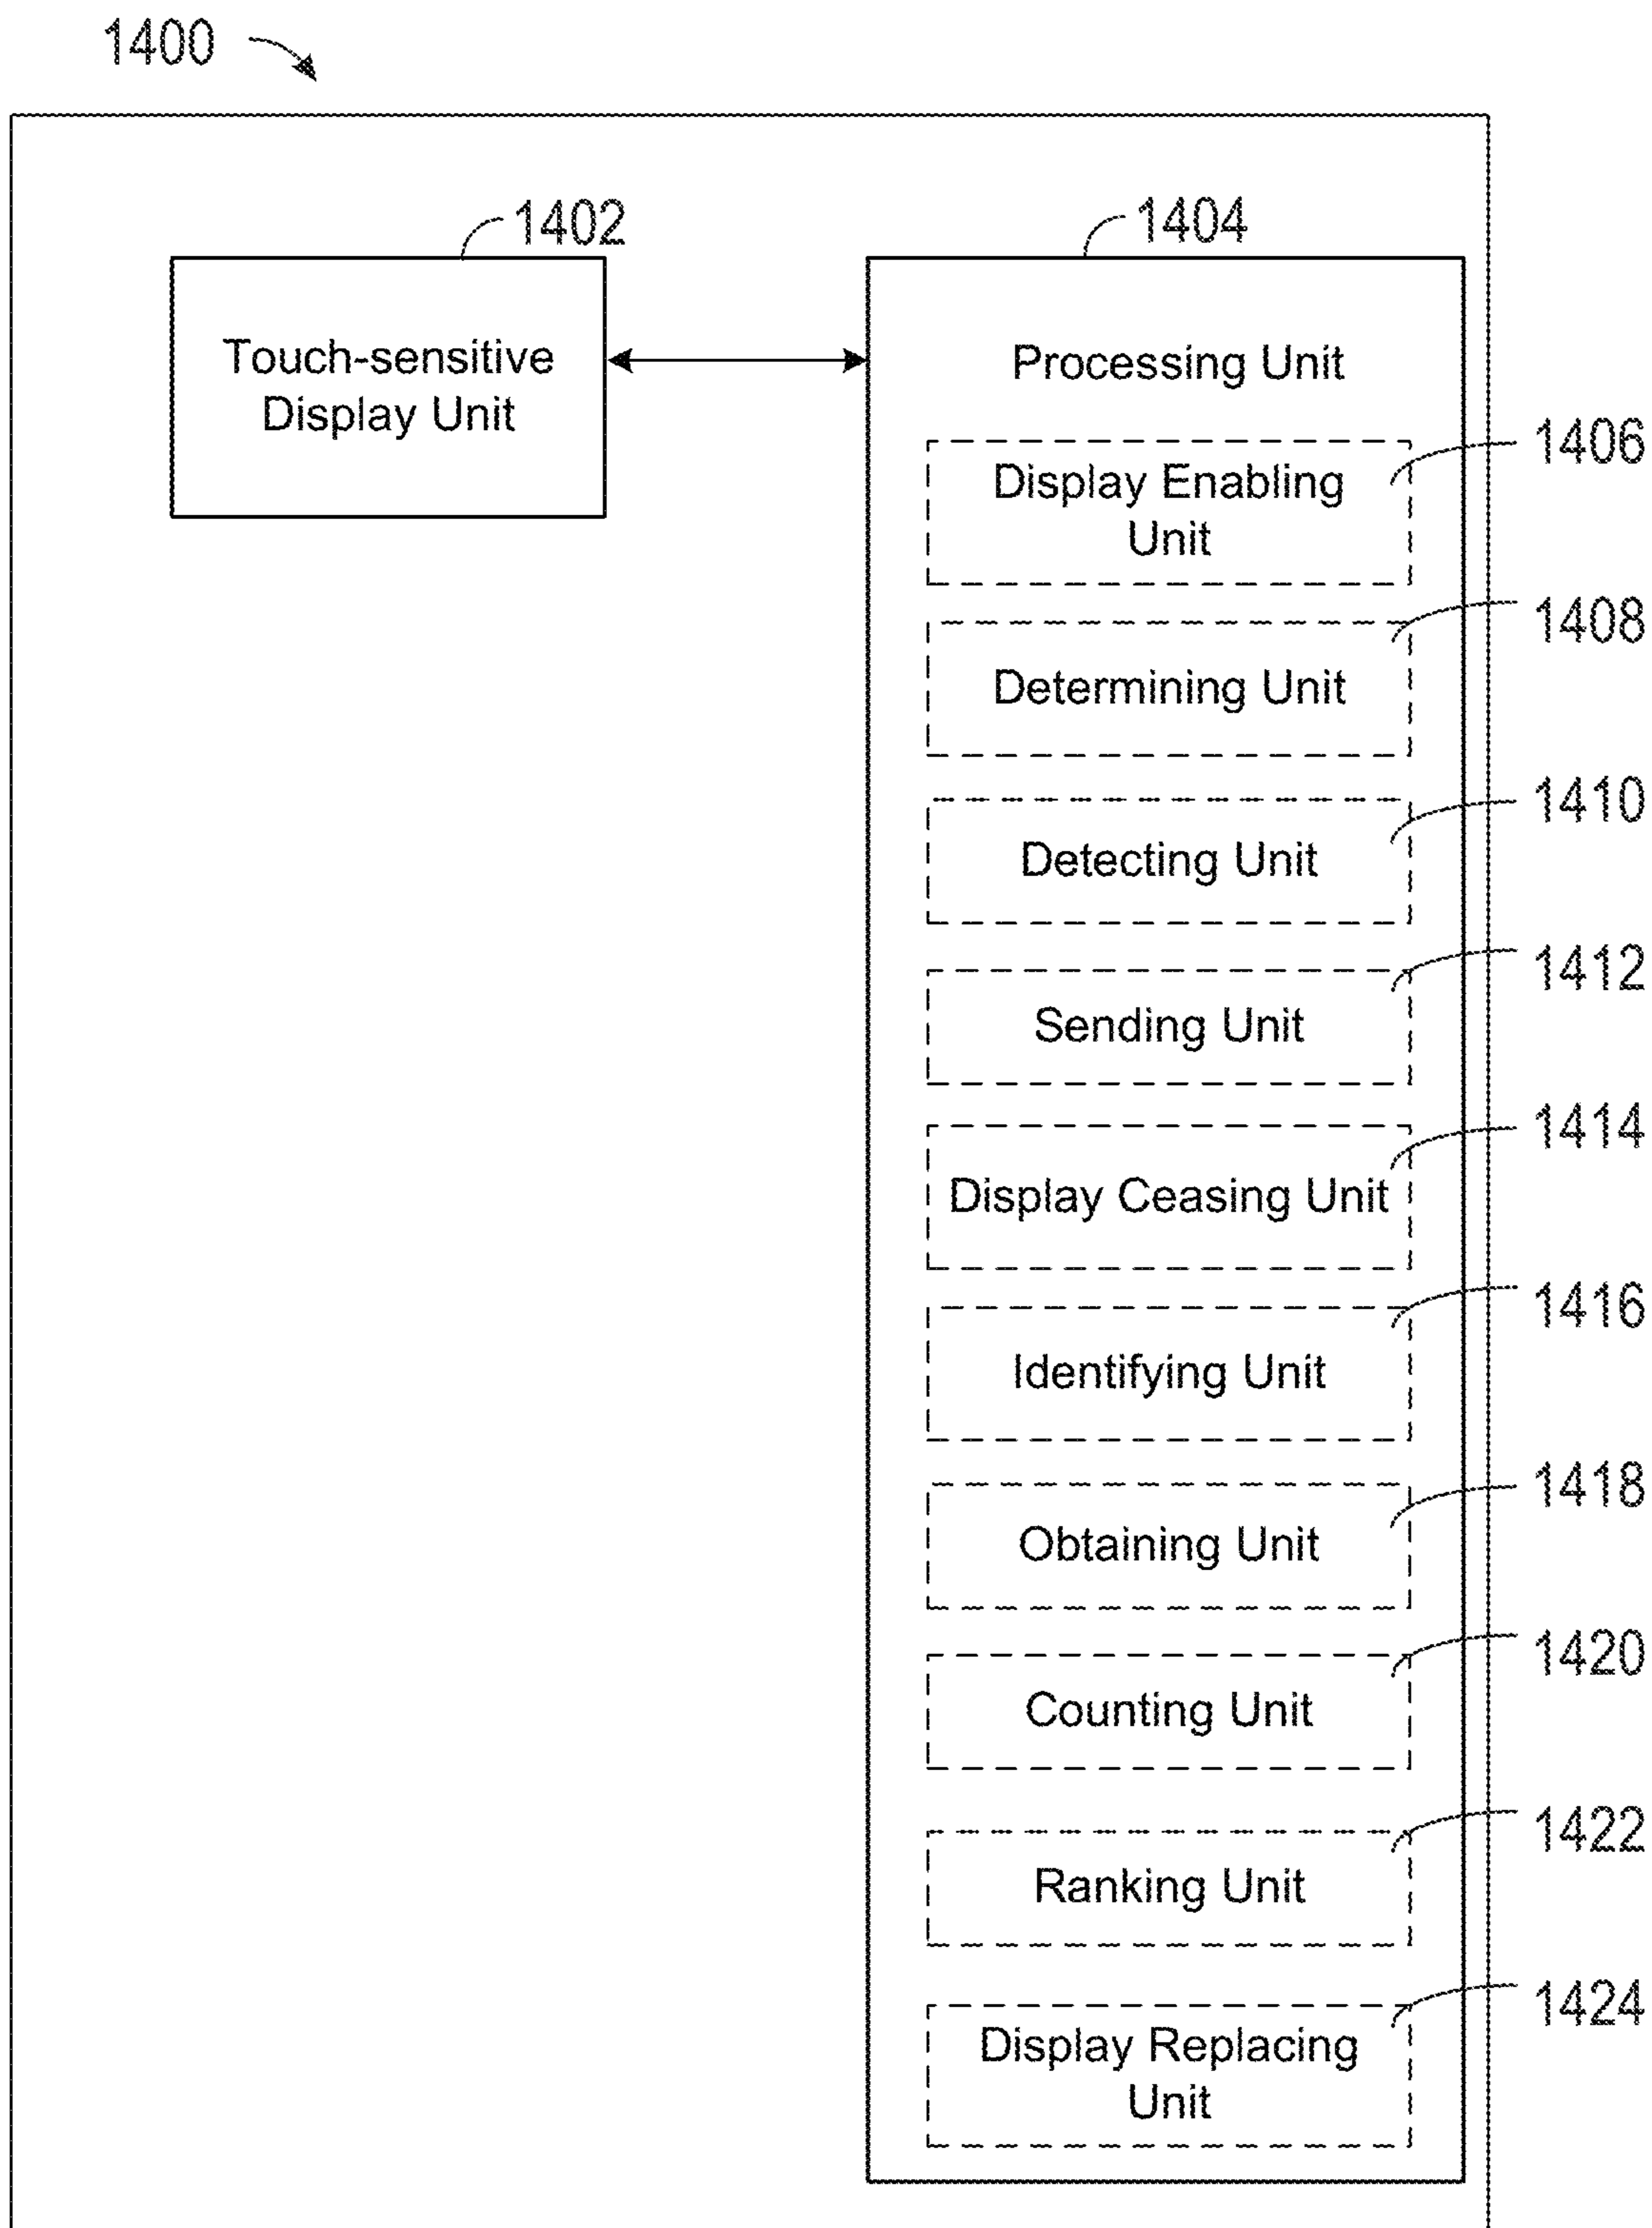 1400
1402
1404
Touch-sensitive
Display Unit
Processing Unit
1406
Display Enabling
Unit
1408
Determining Unit
1410
Detecting Unit
1412
Sending Unit
1414
Display Ceasing Unit
1416
Identifying Unit
1418
Obtaining Unit
1420
Counting Unit
1422
Ranking Unit
1424
Display Replacing
Unit